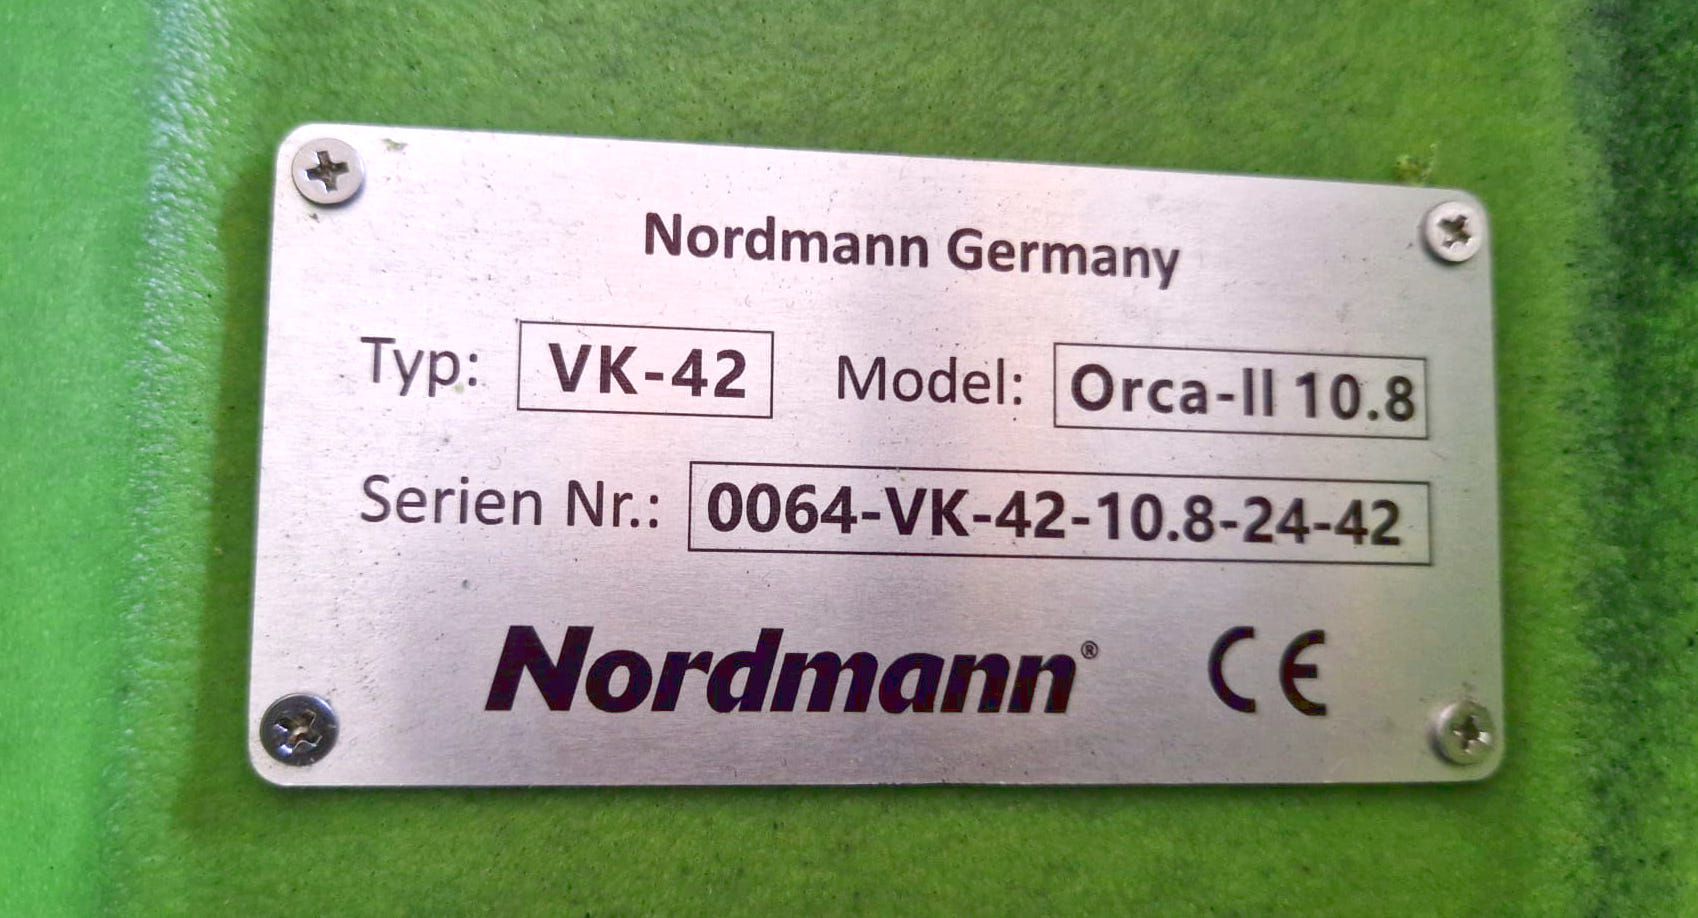 Nordmann Germany
Typ: VK-42 Model: Orca-II 10.8
Serien Nr.: 0064-VK-42-10.8-24-42
Nordmann® CE